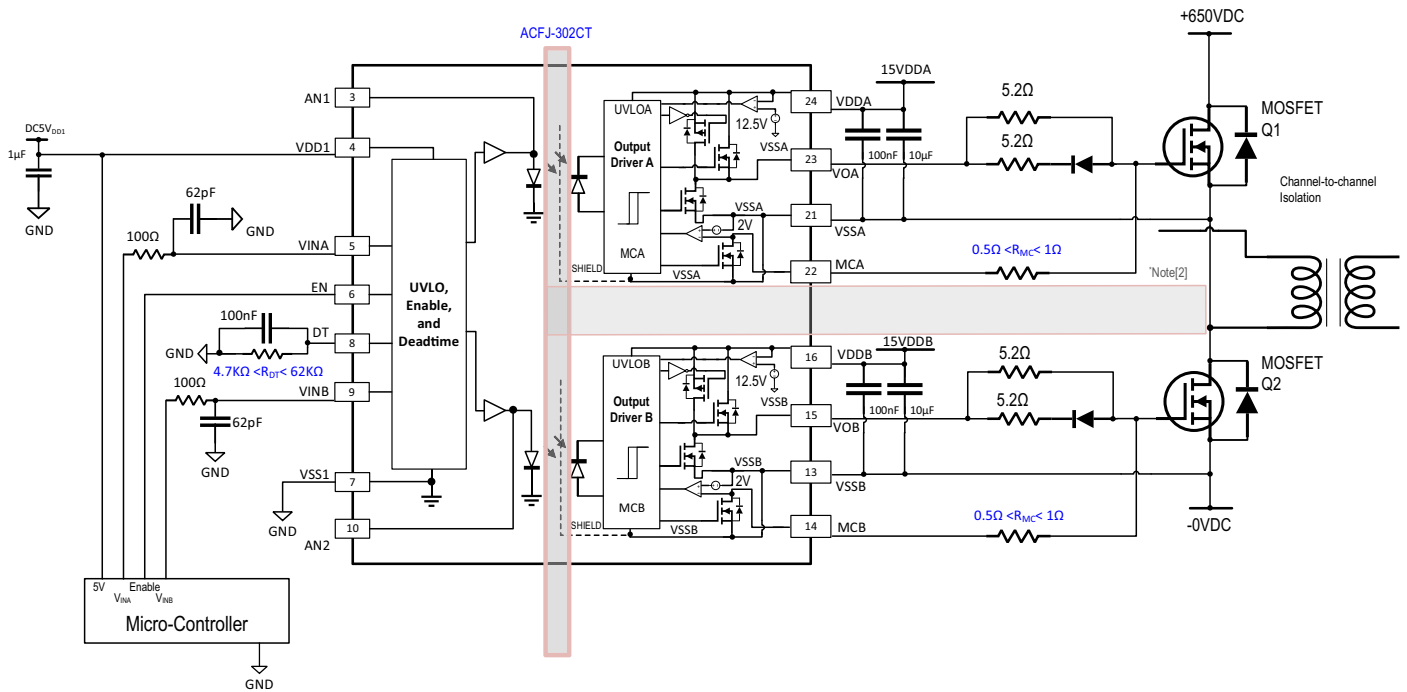 ACFJ-302CT
+650VDC
DC5VDD1
1µF
GND
AN1
3
VDD1
4
62pF
GND
100Ω
VINA
5
EN
6
100nF
DT
8
GND
4.7KΩ <RDT< 62KΩ
100Ω
VINB
9
62pF
GND
VSS1
7
GND
10
AN2
UVLO,
Enable,
and
Deadtime
5V
Enable
VINA
VINB
Micro-Controller
GND
UVLOA
Output
Driver A
MCA
SHIELD
12.5V
VSSA
VSSA
2V
VSSA
24
VDDA
23
VOA
21
VSSA
22
MCA
15VDDA
100nF
10µF
5.2Ω
5.2Ω
0.5Ω <RMC< 1Ω
MOSFET
Q1
Channel-to-channel
Isolation
*Note[2]
UVLOB
Output
Driver B
MCB
SHIELD
12.5V
VSSB
VSSB
2V
VSSB
16
VDDB
15
VOB
13
VSSB
14
MCB
15VDDB
100nF
10µF
5.2Ω
5.2Ω
0.5Ω <RMC< 1Ω
MOSFET
Q2
-0VDC